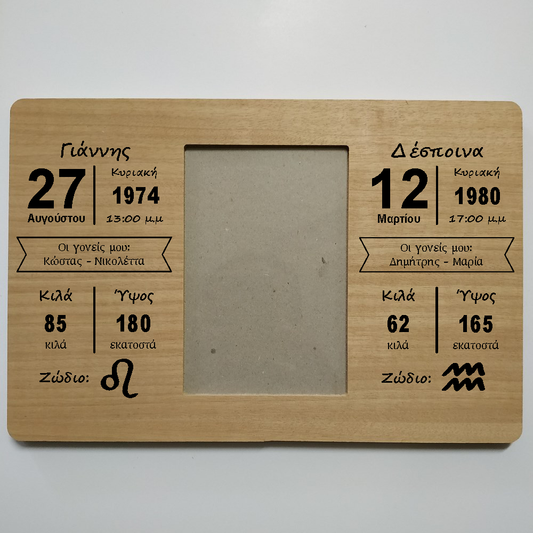 Γιάννης
27
Αυγούστου
Κυριακή
1974
13:00 μ.μ
Οι γονείς μου:
Κώστας - Νικολέττα
Κιλά
85
κιλά
Ύψος
180
εκατοστά
Ζώδιο:
Δέσποινα
12
Μαρτίου
Κυριακή
1980
17:00 μ.μ
Οι γονείς μου:
Δημήτρης - Μαρία
Κιλά
62
κιλά
Ύψος
165
εκατοστά
Ζώδιο: